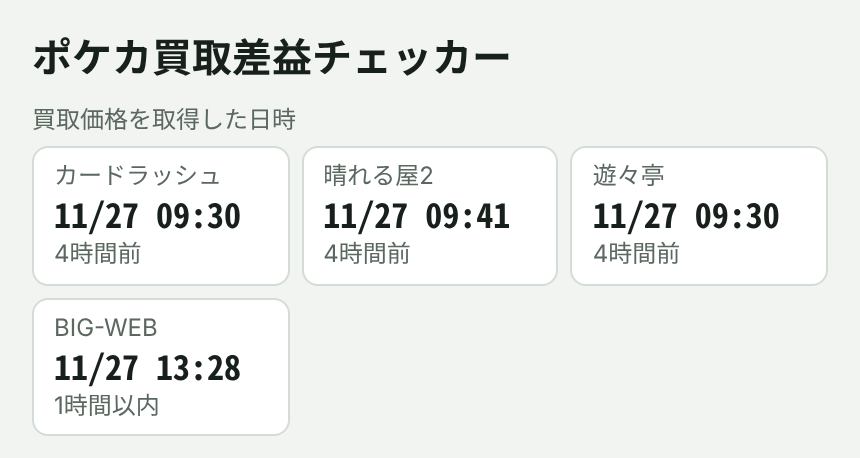 ポケカ買取差益チェッカー
買取価格を取得した日時
カードラッシュ
11/27 09:30
4時間前
晴れる屋2
11/27 09:41
4時間前
遊々亭
11/27 09:30
4時間前
BIG-WEB
11/27 13:28
1時間以内